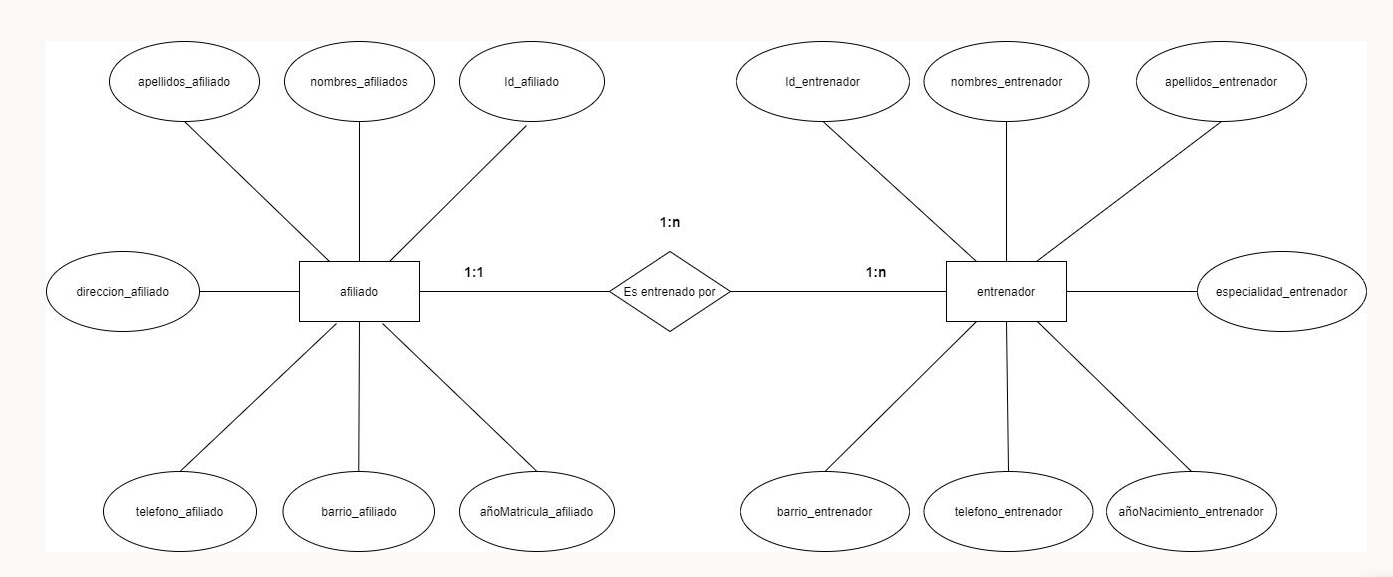 apellidos_afiliado
nombres_afiliados
Id_afiliado
Id_entrenador
nombres_entrenador
apellidos_entrenador
1:n
1:1
1:n
direccion_afiliado
afiliado
Es entrenado por
entrenador
especialidad_entrenador
telefono_afiliado
barrio_afiliado
añoMatricula_afiliado
barrio_entrenador
telefono_entrenador
añoNacimiento_entrenador